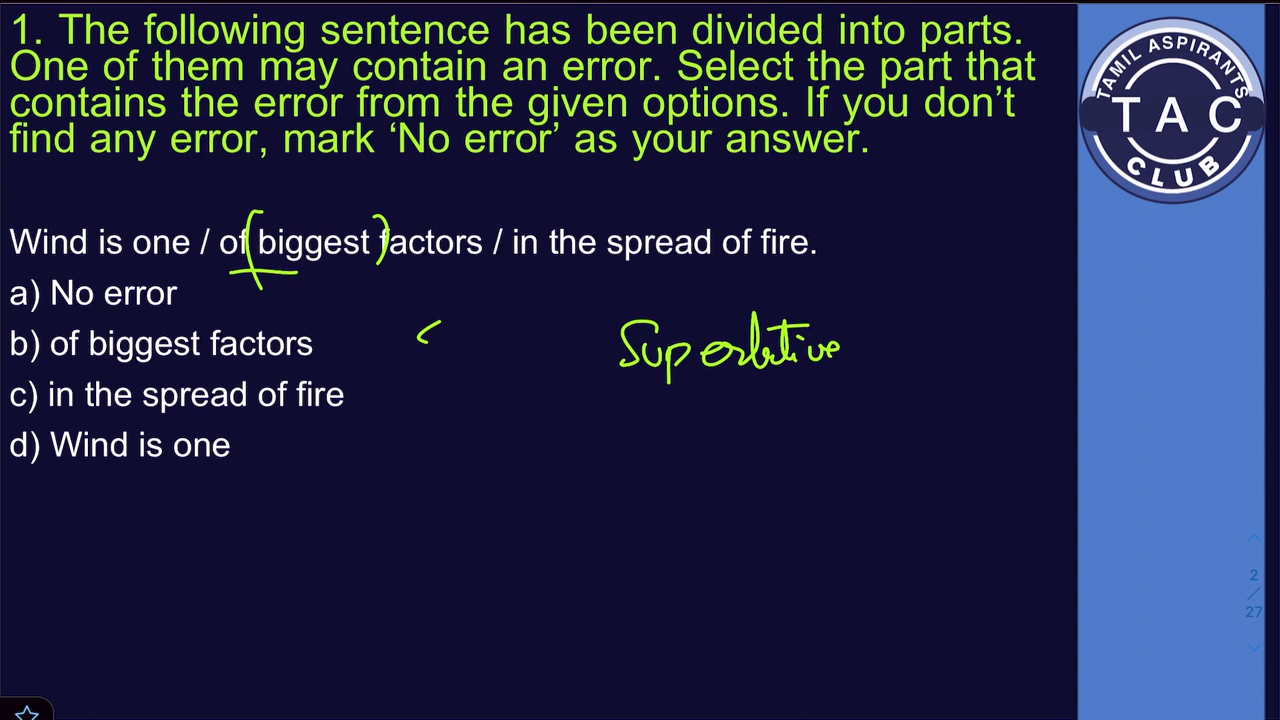 1. The following sentence has been divided into parts.
One of them may contain an error. Select the part that
contains the error from the given options. If you don't
find any error, mark ‘No error’ as your answer.
TAMIL ASPIRANTS
TAC
CLUB
Wind is one / of biggest factors / in the spread of fire.
a) No error
b) of biggest factors
Superlative
c) in the spread of fire
d) Wind is one
2
/
27